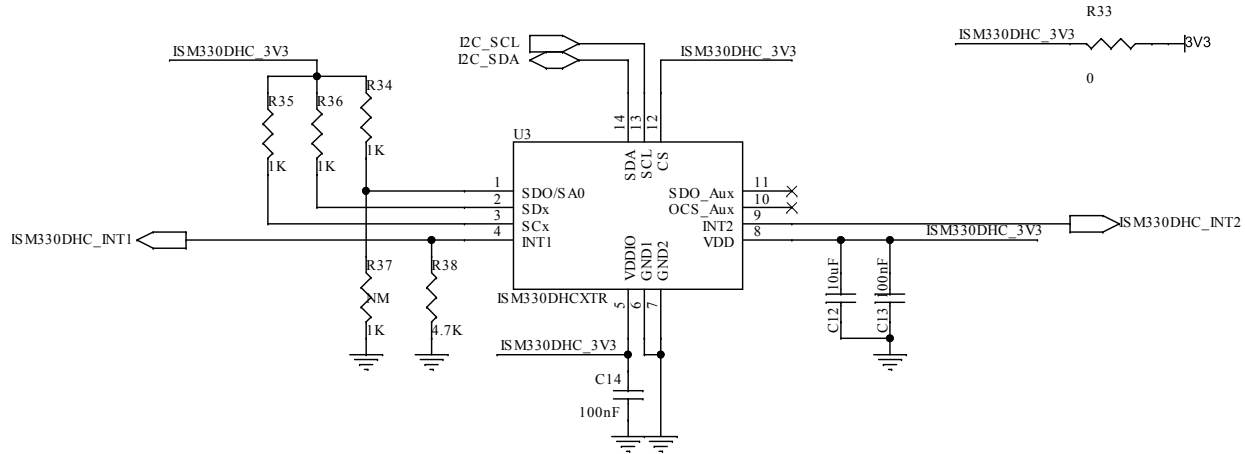 R33
ISM330DHC_3V3
3V3
0
I2C_SCL
I2C_SDA
ISM330DHC_3V3
ISM330DHC_3V3
R35
R36
R34
1K
1K
1K
U3
14
13
12
SDA
SCL
CS
1
SDO/SA0
2
SDx
3
SCx
4
INT1
SDO_Aux
11
OCS_Aux
10
INT2
9
VDD
8
ISM330DHC_INT1
ISM330DHC_INT2
ISM330DHC_3V3
R37
NM
1K
R38
4.7K
VDDIO
GND1
GND2
5
6
7
ISM330DHCXTR
C12
10uF
C13
100nF
ISM330DHC_3V3
C14
100nF